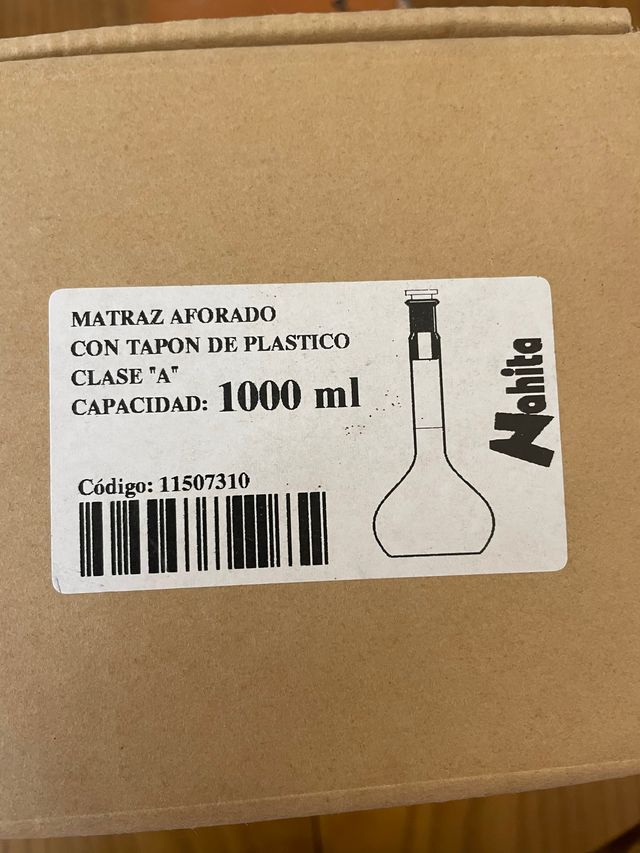 MATRAZ AFORADO
CON TAPON DE PLASTICO
CLASE "A"
CAPACIDAD: 1000 ml
Código: 11507310
Nahita